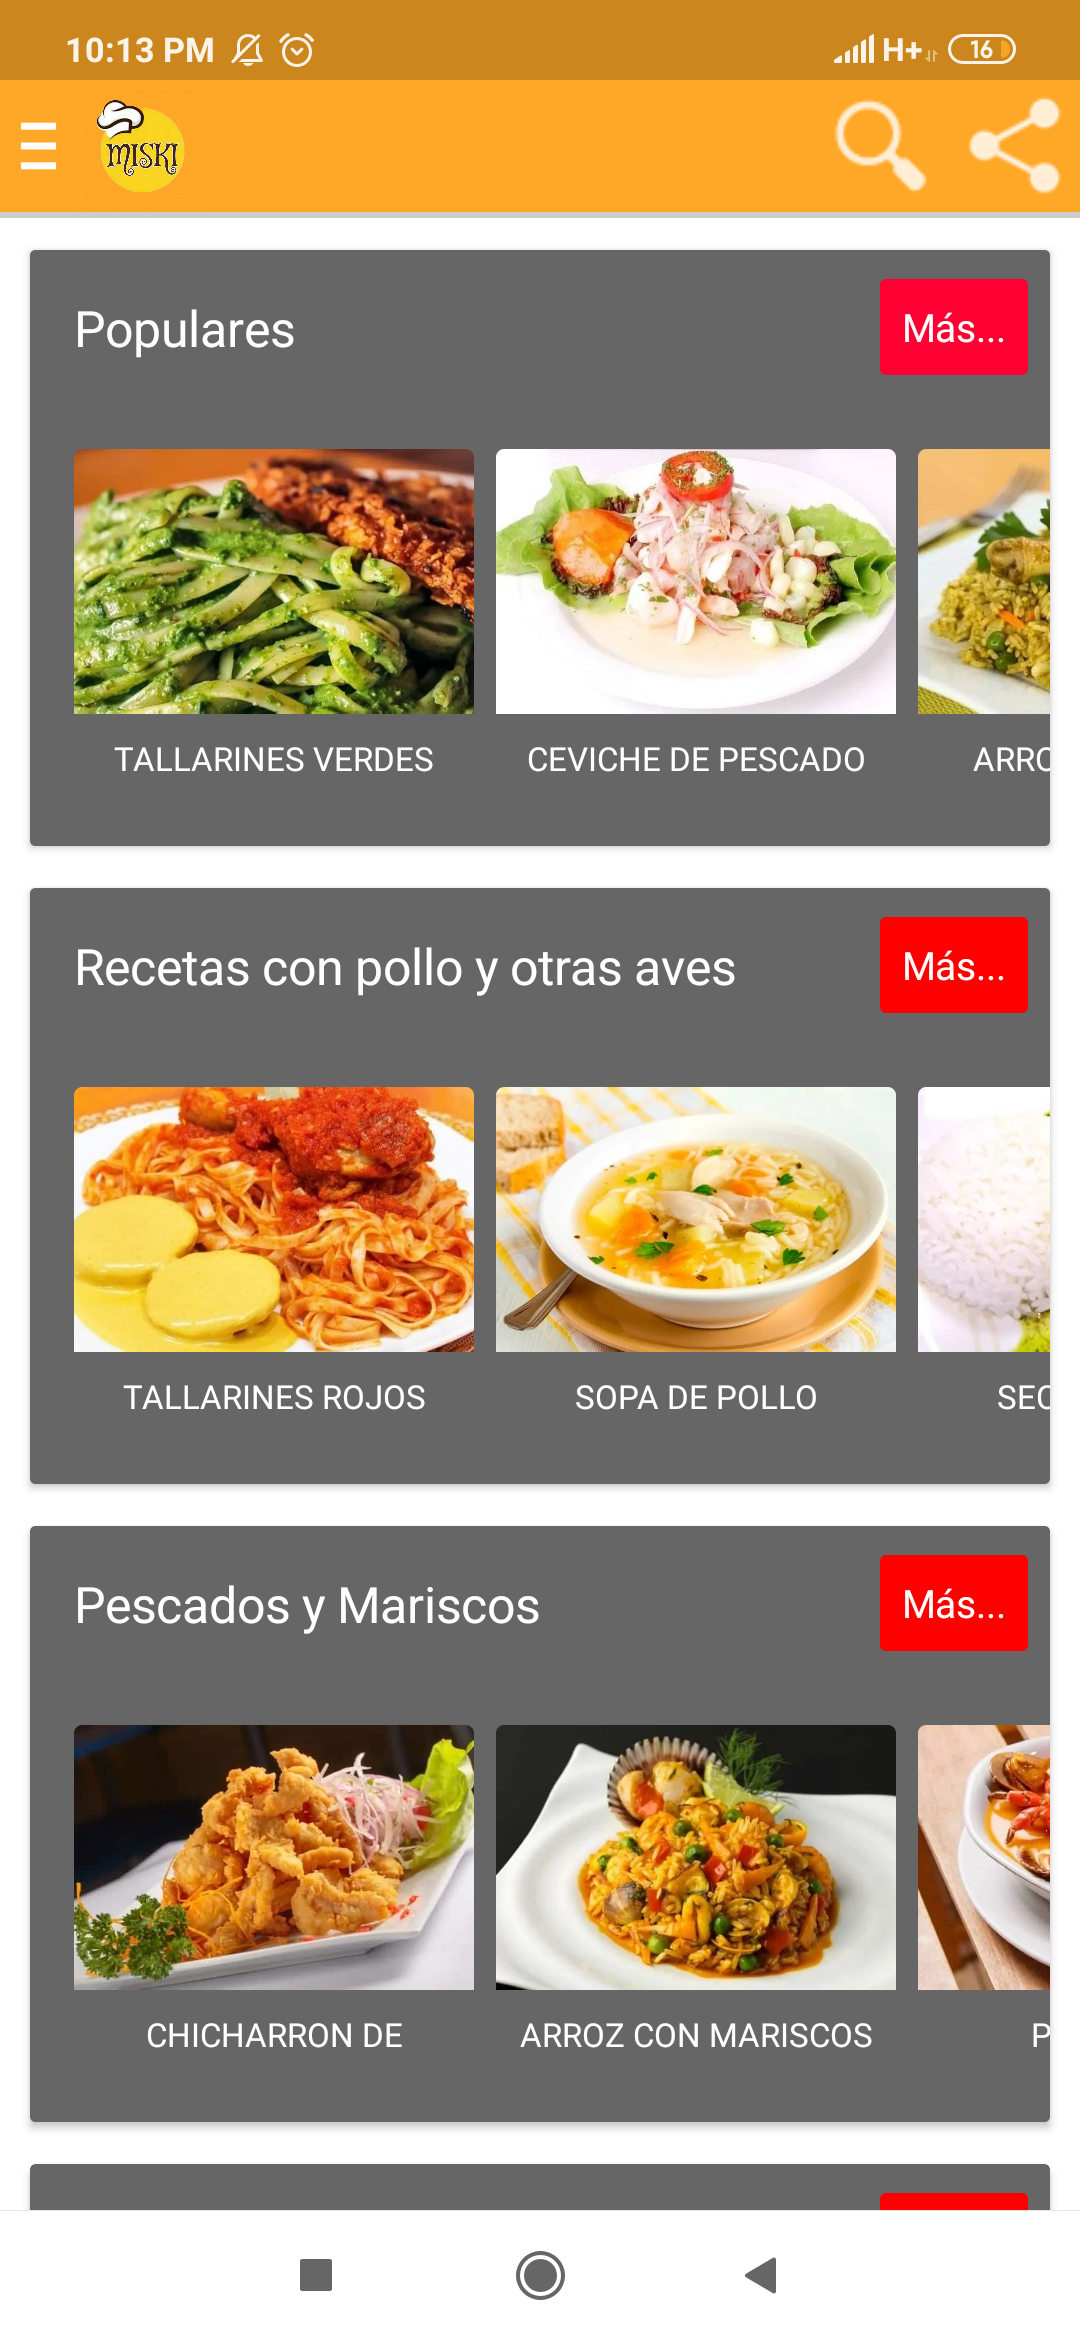 10:13 PM
H+
16
MISKI
Populares
Más...
TALLARINES VERDES
CEVICHE DE PESCADO
ARRO
Recetas con pollo y otras aves
Más...
TALLARINES ROJOS
SOPA DE POLLO
SEC
Pescados y Mariscos
Más...
CHICHARRON DE
ARROZ CON MARISCOS
P